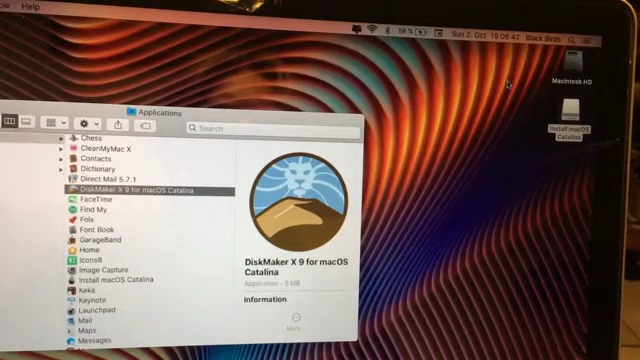 Help
58 %
Sun 2. Oct 19:08:42
Black Birds
Macintosh HD
Install macOS
Catalina
Applications
Search
Chess
CleanMyMac X
Contacts
Dictionary
Direct Mail 5.7.1
DiskMaker X 9 for macOS Catalina
FaceTime
Find My
Folx
Font Book
GarageBand
Home
Icons8
Image Capture
Install macOS Catalina
Keka
Keynote
Launchpad
Mail
Maps
Messages
DiskMaker X 9 for macOS
Catalina
Application - 5 MB
Information
More...